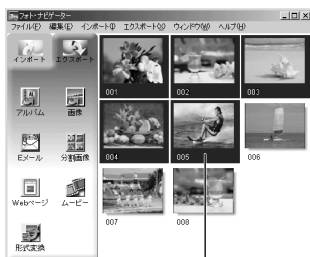 フォト・ナビゲーター
ファイル(F) 編集(E) インポート(I) エクスポート(X) ウィンドウ(W) ヘルプ(H)
インポート エクスポート
アルバム 画像
Eメール 分割画像
Webページ ムービー
形式変換
001 002 003
004 005 006
007 008